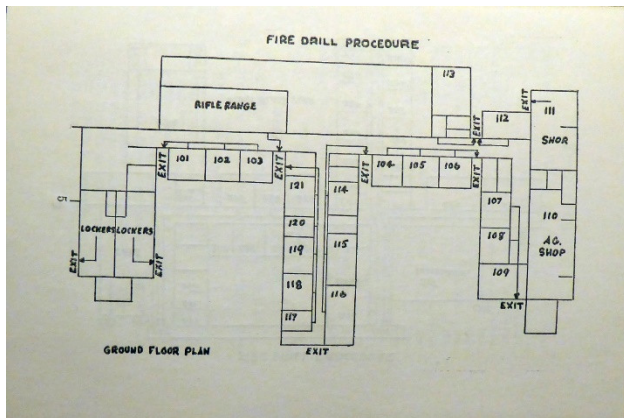 FIRE DRILL PROCEDURE
113
RIFLE RANGE
EXIT
111
112
SHOR
EXIT
101
102
103
EXIT
EXIT
104
105
106
EXIT
121
114
107
120
110
LOCKERS
LOCKERS
119
115
108
AG.
SHOP
EXIT
EXIT
118
116
109
EXIT
117
GROUND FLOOR PLAN
EXIT